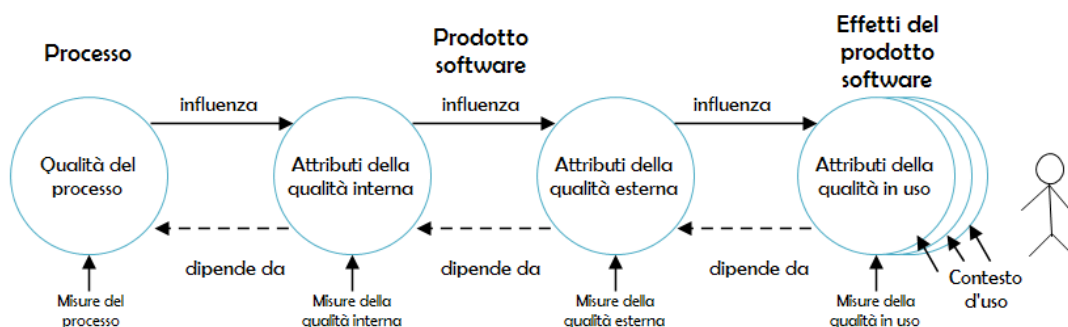 Processo
Prodotto
software
Effetti del
prodotto
software
influenza
influenza
influenza
Qualità del
processo
Attributi della
qualità interna
Attributi della
qualità esterna
Attributi della
qualità in uso
dipende da
dipende da
dipende da
Contesto
d'uso
Misure del
processo
Misure della
qualità interna
Misure della
qualità esterna
Misure della
qualità in uso